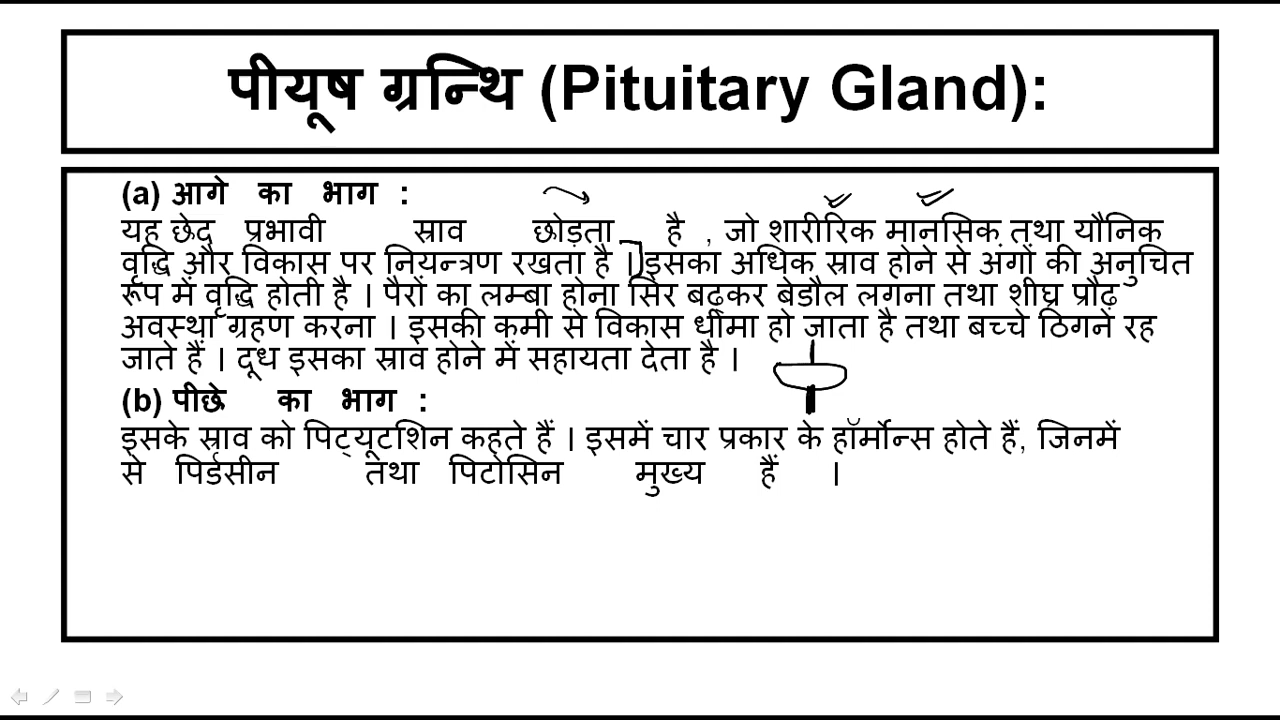 पीयूष ग्रन्थि (Pituitary Gland):
(a) आगे का भाग :
यह छेद प्रभावी स्राव छोड़ता है , जो शारीरिक मानसिक तथा यौनिक
वृद्धि और विकास पर नियन्त्रण रखता है । इसका अधिक स्राव होने से अंगों की अनुचित
रूप में वृद्धि होती है । पैरों का लम्बा होना सिर बढ़कर बेडौल लगना तथा शीघ्र प्रौढ़
अवस्था ग्रहण करना । इसकी कमी से विकास धीमा हो जाता है तथा बच्चे ठिगने रह
जाते हैं । दूध इसका स्राव होने में सहायता देता है ।
(b) पीछे का भाग :
इसके स्राव को पिट्यूटशिन कहते हैं । इसमें चार प्रकार के हॉर्मोन्स होते हैं, जिनमें
से पिर्डसीन तथा पिटोसिन मुख्य हैं ।